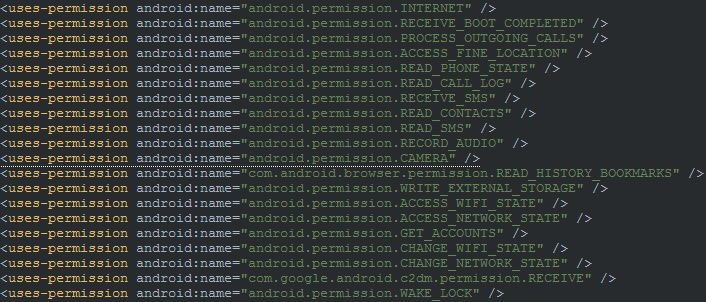 <uses-permission android:name="android.permission.INTERNET" />
<uses-permission android:name="android.permission.RECEIVE_BOOT_COMPLETED" />
<uses-permission android:name="android.permission.PROCESS_OUTGOING_CALLS" />
<uses-permission android:name="android.permission.ACCESS_FINE_LOCATION" />
<uses-permission android:name="android.permission.READ_PHONE_STATE" />
<uses-permission android:name="android.permission.READ_CALL_LOG" />
<uses-permission android:name="android.permission.RECEIVE_SMS" />
<uses-permission android:name="android.permission.READ_CONTACTS" />
<uses-permission android:name="android.permission.READ_SMS" />
<uses-permission android:name="android.permission.RECORD_AUDIO" />
<uses-permission android:name="android.permission.CAMERA" />
<uses-permission android:name="com.android.browser.permission.READ_HISTORY_BOOKMARKS" />
<uses-permission android:name="android.permission.WRITE_EXTERNAL_STORAGE" />
<uses-permission android:name="android.permission.ACCESS_WIFI_STATE" />
<uses-permission android:name="android.permission.ACCESS_NETWORK_STATE" />
<uses-permission android:name="android.permission.GET_ACCOUNTS" />
<uses-permission android:name="android.permission.CHANGE_WIFI_STATE" />
<uses-permission android:name="android.permission.CHANGE_NETWORK_STATE" />
<uses-permission android:name="com.google.android.c2dm.permission.RECEIVE" />
<uses-permission android:name="android.permission.WAKE_LOCK" />